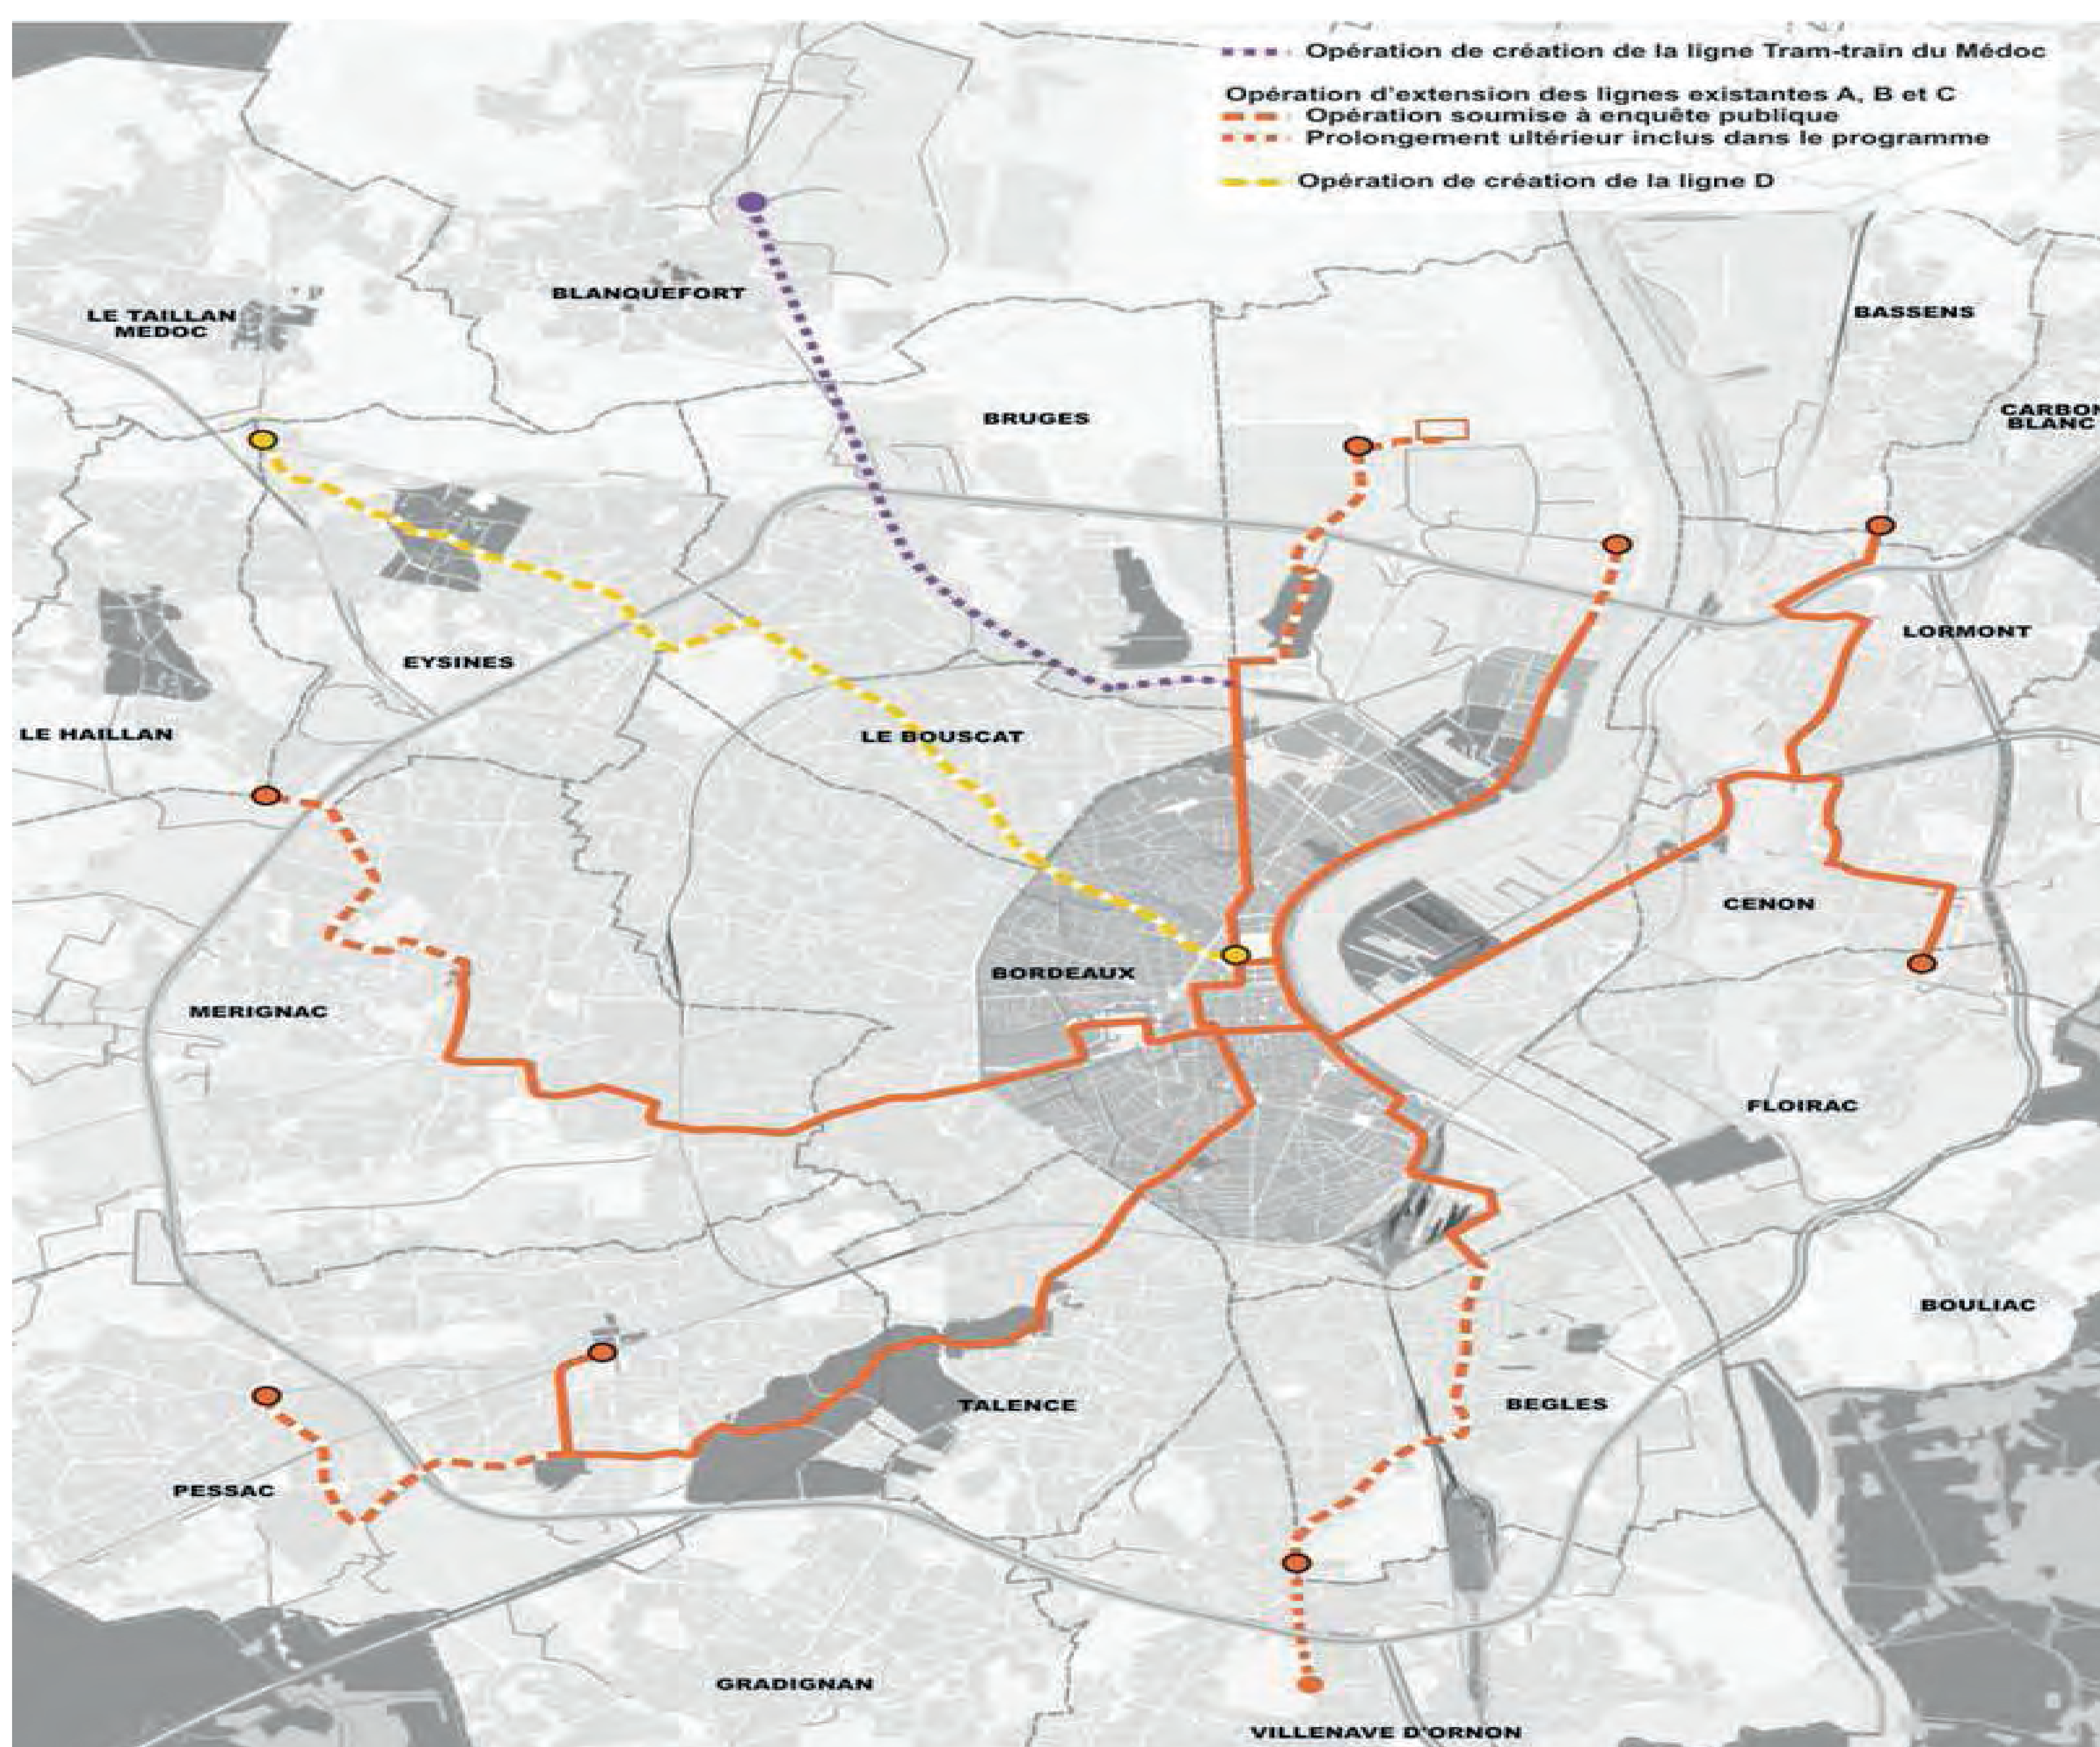 Opération de création de la ligne Tram-train du Médoc
Opération d'extension des lignes existantes A, B et C
Opération soumise à enquête publique
Prolongement ultérieur inclus dans le programme
Opération de création de la ligne D
BLANQUEFORT
LE TAILLAN
MEDOC
BASSENS
BRUGES
CARBON
BLANC
LORMONT
EYSINES
LE HAILLAN
LE BOUSCAT
CENON
BORDEAUX
MERIGNAC
FLOIRAC
BOULIAC
TALENCE
BEGLES
PESSAC
GRADIGNAN
VILLENAVE D'ORNON